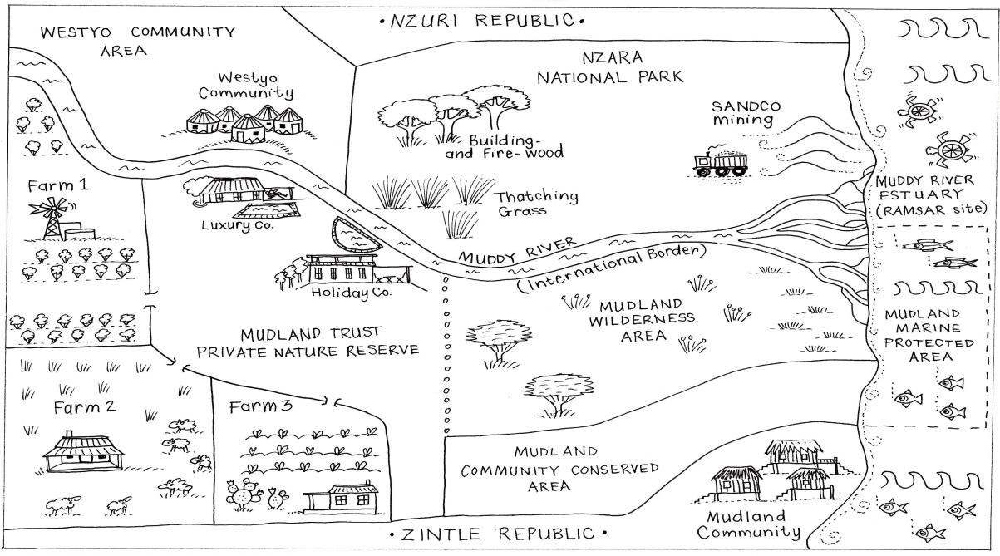 • NZURI REPUBLIC •
WESTYO COMMUNITY
AREA
Westyo
Community
NZARA
NATIONAL PARK
SANDCO
mining
Building-
and Fire-wood
Thatching
Grass
MUDDY RIVER
ESTUARY
(RAMSAR site)
Farm 1
Luxury Co.
Holiday Co.
MUDDY RIVER
(International Border)
MUDLAND
WILDERNESS
AREA
MUDLAND
MARINE
PROTECTED
AREA
MUDLAND TRUST
PRIVATE NATURE RESERVE
Farm 2
Farm 3
MUDLAND
COMMUNITY CONSERVED
AREA
Mudland
Community
• ZINTLE REPUBLIC •